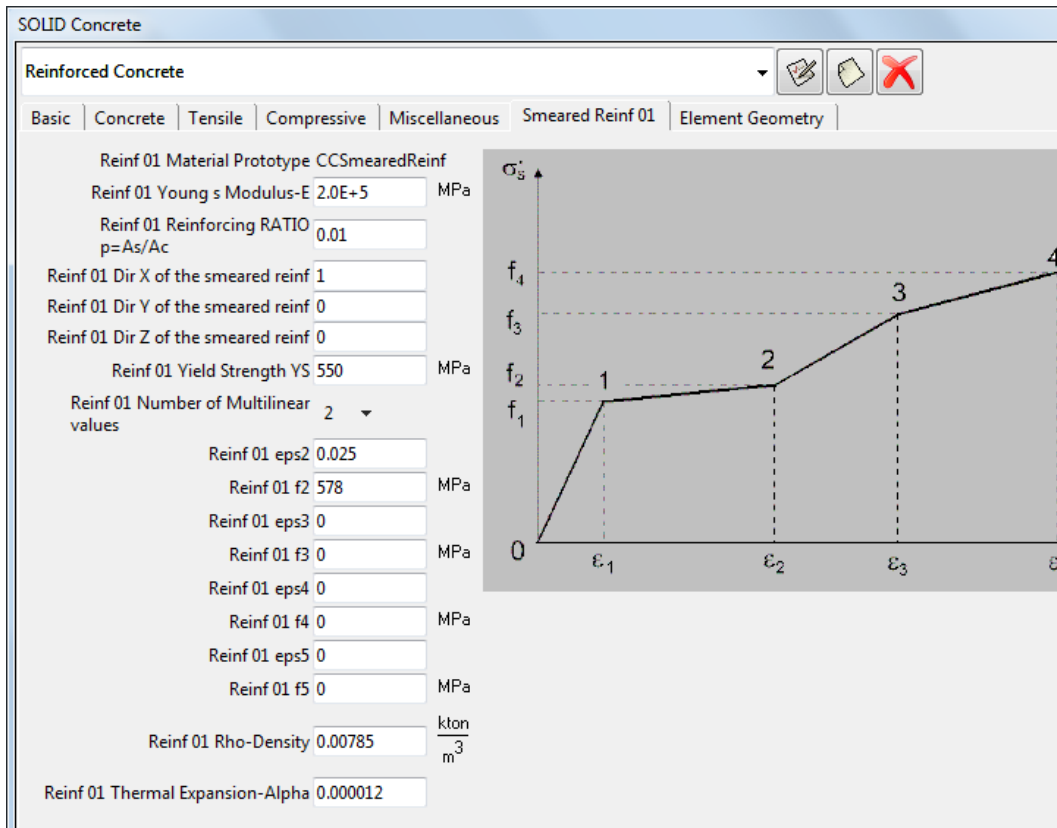 SOLID Concrete
Reinforced Concrete
Basic Concrete Tensile Compressive Miscellaneous Smeared Reinf 01 Element Geometry
Reinf 01 Material Prototype CCSmearedReinf
Reinf 01 Young s Modulus-E 2.0E+5 MPa
Reinf 01 Reinforcing RATIO
p=As/Ac 0.01
Reinf 01 Dir X of the smeared reinf 1
Reinf 01 Dir Y of the smeared reinf 0
Reinf 01 Dir Z of the smeared reinf 0
Reinf 01 Yield Strength YS 550 MPa
Reinf 01 Number of Multilinear
values 2
Reinf 01 eps2 0.025
Reinf 01 f2 578 MPa
Reinf 01 eps3 0
Reinf 01 f3 0 MPa
Reinf 01 eps4 0
Reinf 01 f4 0 MPa
Reinf 01 eps5 0
Reinf 01 f5 0 MPa
Reinf 01 Rho-Density 0.00785 kton
m³
Reinf 01 Thermal Expansion-Alpha 0.000012
σ's
f₄ 4
f₃ 3
f₂ 2
f₁ 1
0
ε₁ ε₂ ε₃ ε